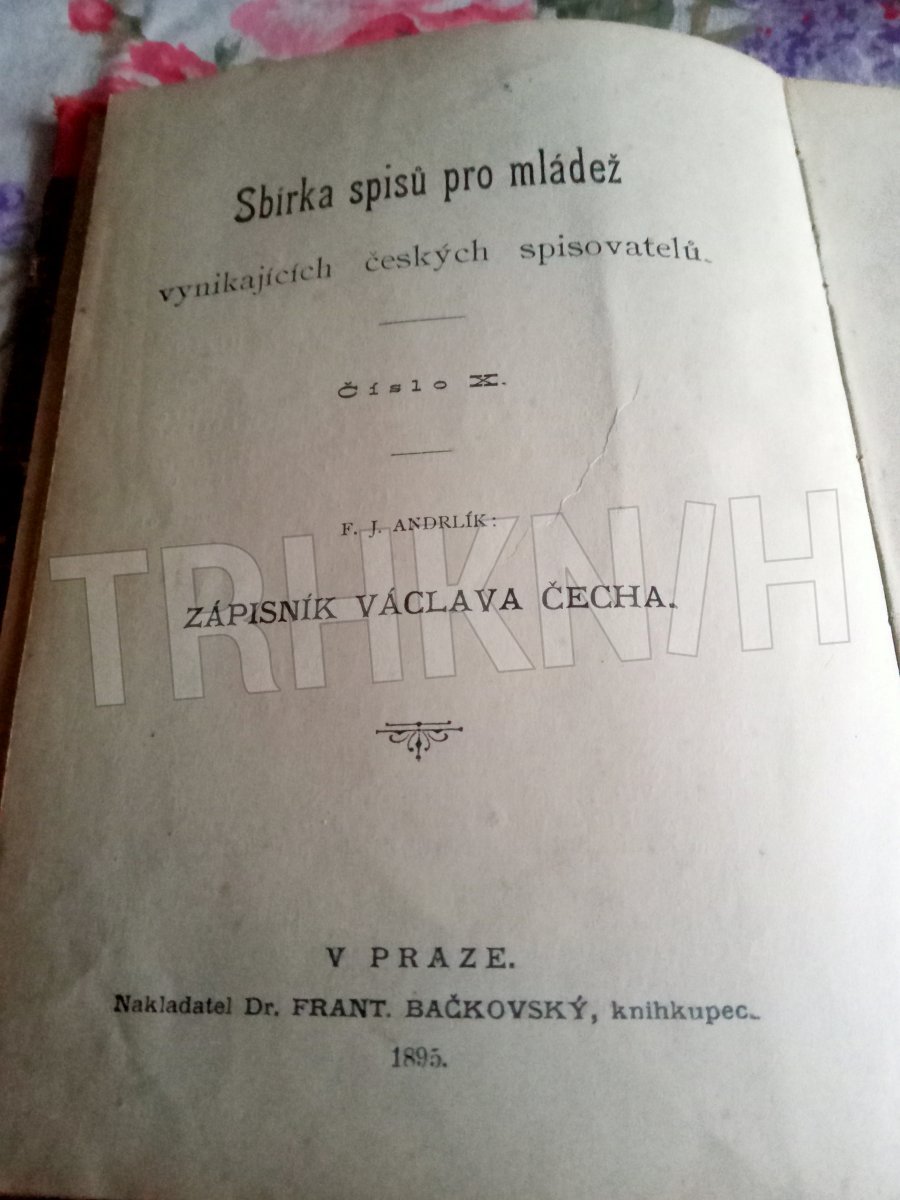 Sbírka spisů pro mládež
vynikajících českých spisovatelů.
Číslo X.
F. J. ANDRLÍK:
TRHKNIH
ZÁPISNÍK VÁCLAVA ČECHA.
V PRAZE.
Nakladatel Dr. FRANT. BAČKOVSKÝ, knihkupec.
1895.